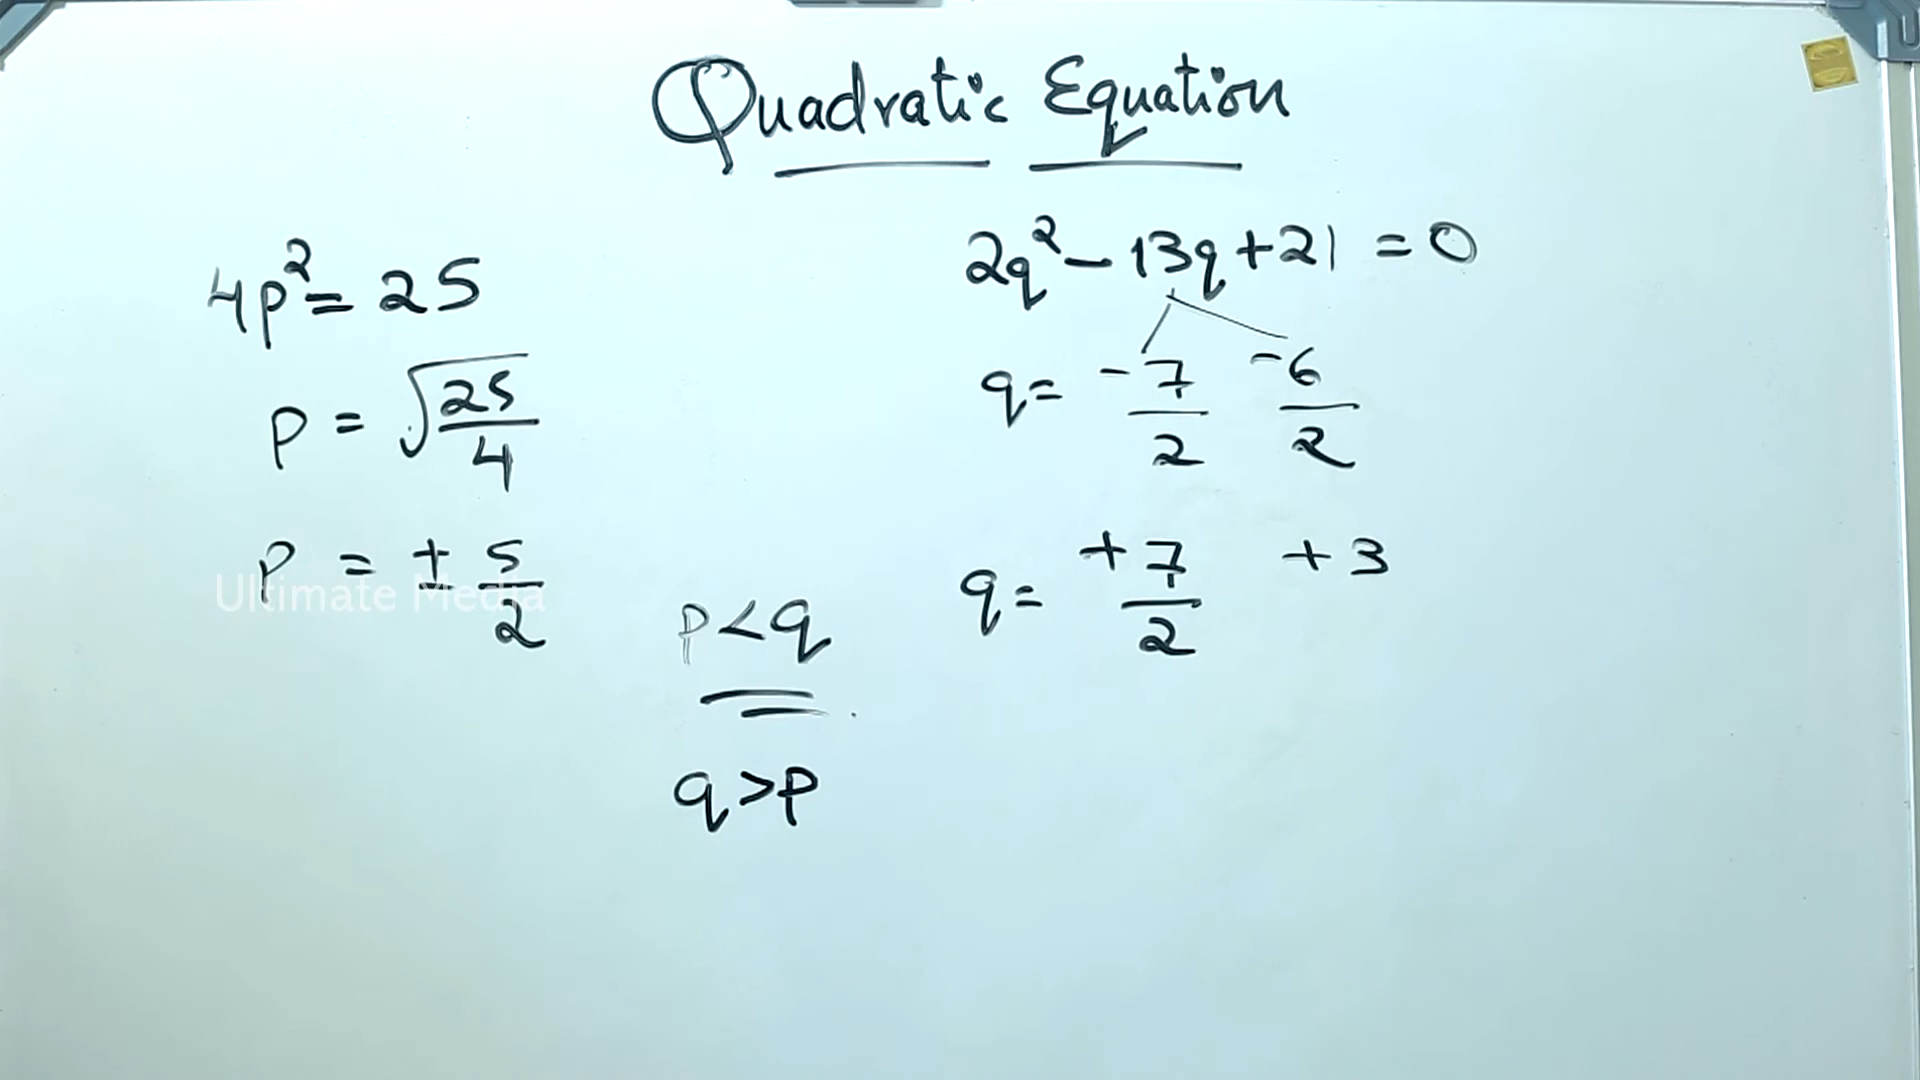 Quadratic Equation
4p² = 25
p = √25/4
p = ± 5/2
2q² - 13q + 21 = 0
q = -7/2 -6/2
q = +7/2 +3
p < q
q > p
Ultimate Media